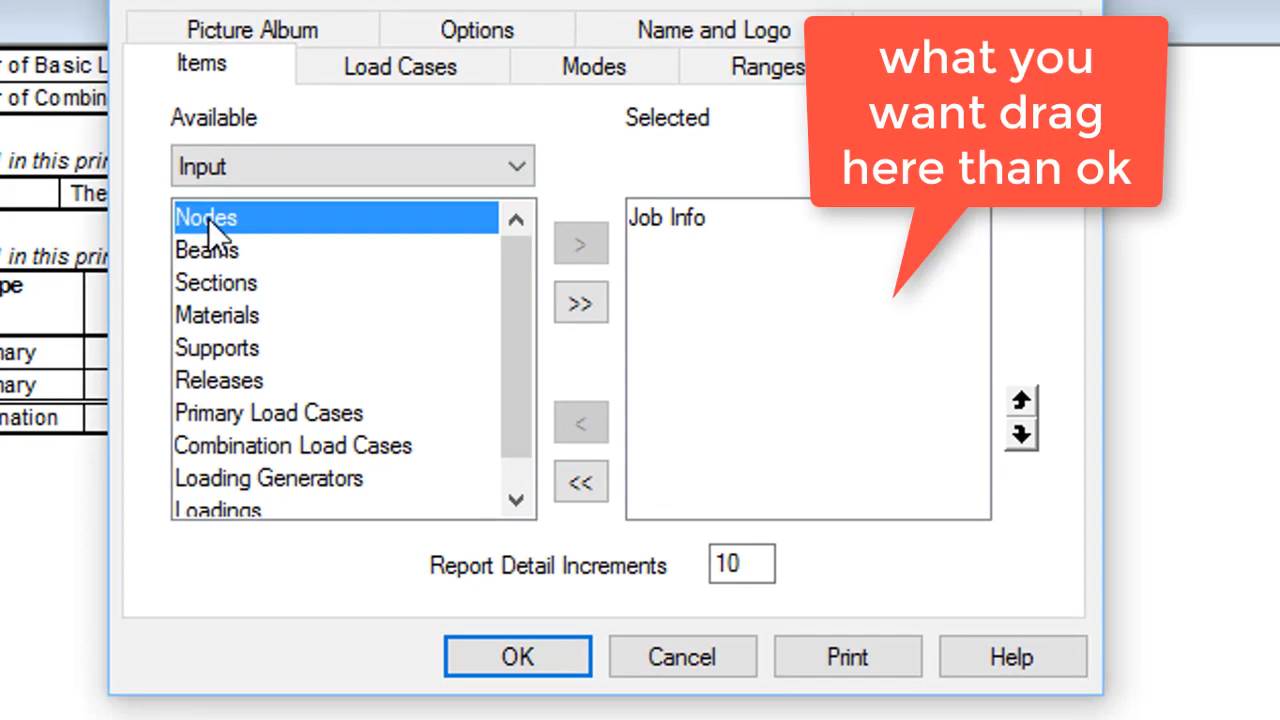 Picture Album
Options
Name and Logo
Items
Load Cases
Modes
Ranges
what you
want drag
here than ok
r of Basic L
r of Combin
in this prin
The
in this prin
pe
nary
nary
nation
Available
Selected
Input
Nodes
Beams
Sections
Materials
Supports
Releases
Primary Load Cases
Combination Load Cases
Loading Generators
Loadings
>
>>
<
<<
Job Info
Report Detail Increments 10
OK
Cancel
Print
Help